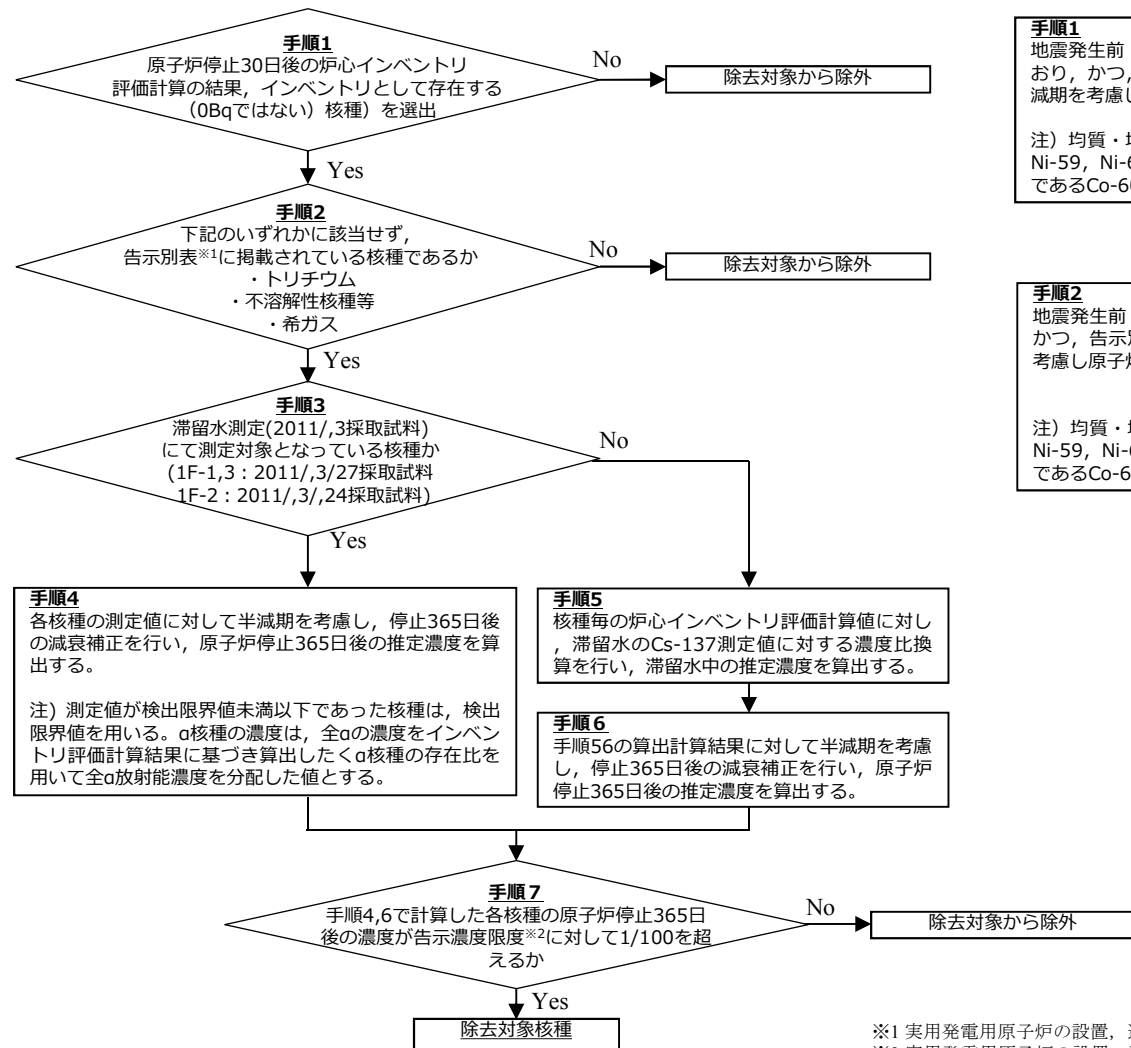 手順1
原子炉停止30日後の炉心インベントリ
評価計算の結果，インベントリとして存在する
（0Bqではない）核種）を選出
No
除去対象から除外
Yes
手順2
下記のいずれかに該当せず，
告示別表※1に掲載されている核種であるか
・トリチウム
・不溶解性核種等
・希ガス
No
除去対象から除外
Yes
手順3
滞留水測定(2011/,3採取試料)
にて測定対象となっている核種か
(1F-1,3：2011/,3/27採取試料
1F-2：2011/,3/,24採取試料)
No
Yes
手順4
各核種の測定値に対して半減期を考慮し，停止365日後
の減衰補正を行い，原子炉停止365日後の推定濃度を算
出する。
注) 測定値が検出限界値未満以下であった核種は，検出
限界値を用いる。α核種の濃度は，全αの濃度をインベン
トリ評価計算結果に基づき算出したくα核種の存在比を
用いて全α放射能濃度を分配した値とする。
手順5
核種毎の炉心インベントリ評価計算値に対し
，滞留水のCs-137測定値に対する濃度比換
算を行い，滞留水中の推定濃度を算出する。
手順６
手順56の算出計算結果に対して半減期を考慮
し，停止365日後の減衰補正を行い，原子炉
停止365日後の推定濃度を算出する。
手順７
手順4,6で計算した各核種の原子炉停止365日
後の濃度が告示濃度限度※2に対して1/100を超
えるか
No
除去対象から除外
Yes
除去対象核種
手順1
地震発生前
おり，かつ，
減期を考慮し
注）均質・
Ni-59，Ni-6
であるCo-6
手順2
地震発生前
かつ，告示
考慮し原子炉
注）均質・
Ni-59，Ni-6
であるCo-6
※1 実用発電用原子炉の設置，